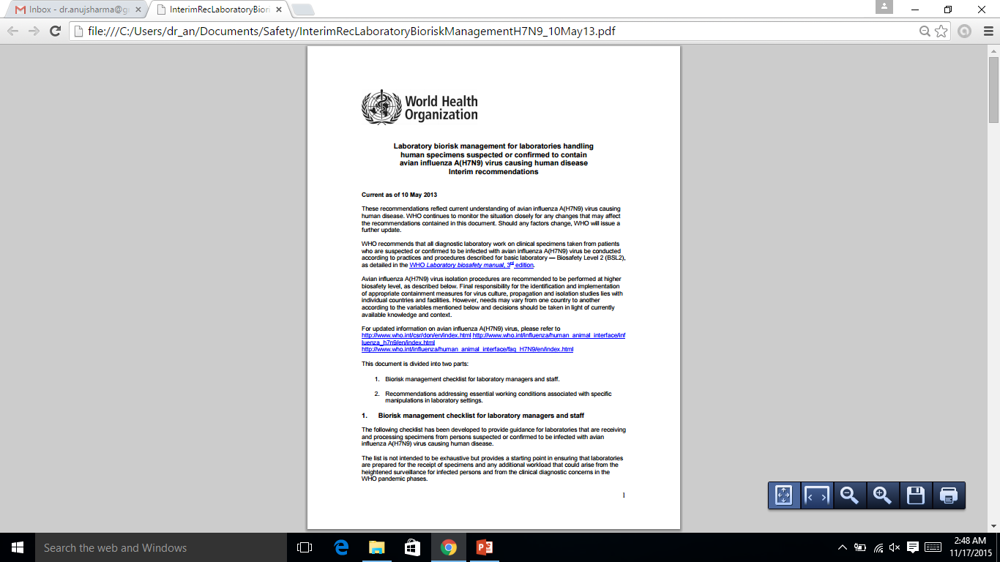 Inbox - dr.anujsharma@g
InterimRecLaboratoryBiori
file:///C:/Users/dr_an/Documents/Safety/InterimRecLaboratoryBioriskManagementH7N9_10May13.pdf
World Health
Organization
Laboratory biorisk management for laboratories handling
human specimens suspected or confirmed to contain
avian influenza A(H7N9) virus causing human disease
Interim recommendations
Current as of 10 May 2013
These recommendations reflect current understanding of avian influenza A(H7N9) virus causing
human disease. WHO continues to monitor the situation closely for any changes that may affect
the recommendations contained in this document. Should any factors change, WHO will issue a
further update.
WHO recommends that all diagnostic laboratory work on clinical specimens taken from patients
who are suspected or confirmed to be infected with avian influenza A(H7N9) virus be conducted
according to practices and procedures described for basic laboratory — Biosafety Level 2 (BSL2),
as detailed in the WHO Laboratory biosafety manual, 3rd edition.
Avian influenza A(H7N9) virus isolation procedures are recommended to be performed at higher
biosafety level, as described below. Final responsibility for the identification and implementation
of appropriate containment measures for virus culture, propagation and isolation studies lies with
individual countries and facilities. However, needs may vary from one country to another
according to the variables mentioned below and decisions should be taken in light of currently
available knowledge and context.
For updated information on avian influenza A(H7N9) virus, please refer to
http://www.who.int/csr/don/en/index.html http://www.who.int/influenza/human_animal_interface/inf
luenza_h7n9/en/index.html
http://www.who.int/influenza/human_animal_interface/faq_H7N9/en/index.html
This document is divided into two parts:
1. Biorisk management checklist for laboratory managers and staff.
2. Recommendations addressing essential working conditions associated with specific
manipulations in laboratory settings.
1. Biorisk management checklist for laboratory managers and staff
The following checklist has been developed to provide guidance for laboratories that are receiving
and processing specimens from persons suspected or confirmed to be infected with avian
influenza A(H7N9) virus causing human disease.
The list is not intended to be exhaustive but provides a starting point in ensuring that laboratories
are prepared for the receipt of specimens and any additional workload that could arise from the
heightened surveillance for infected persons and from the clinical diagnostic concerns in the
WHO pandemic phases.
1
Search the web and Windows
2:48 AM
11/17/2015